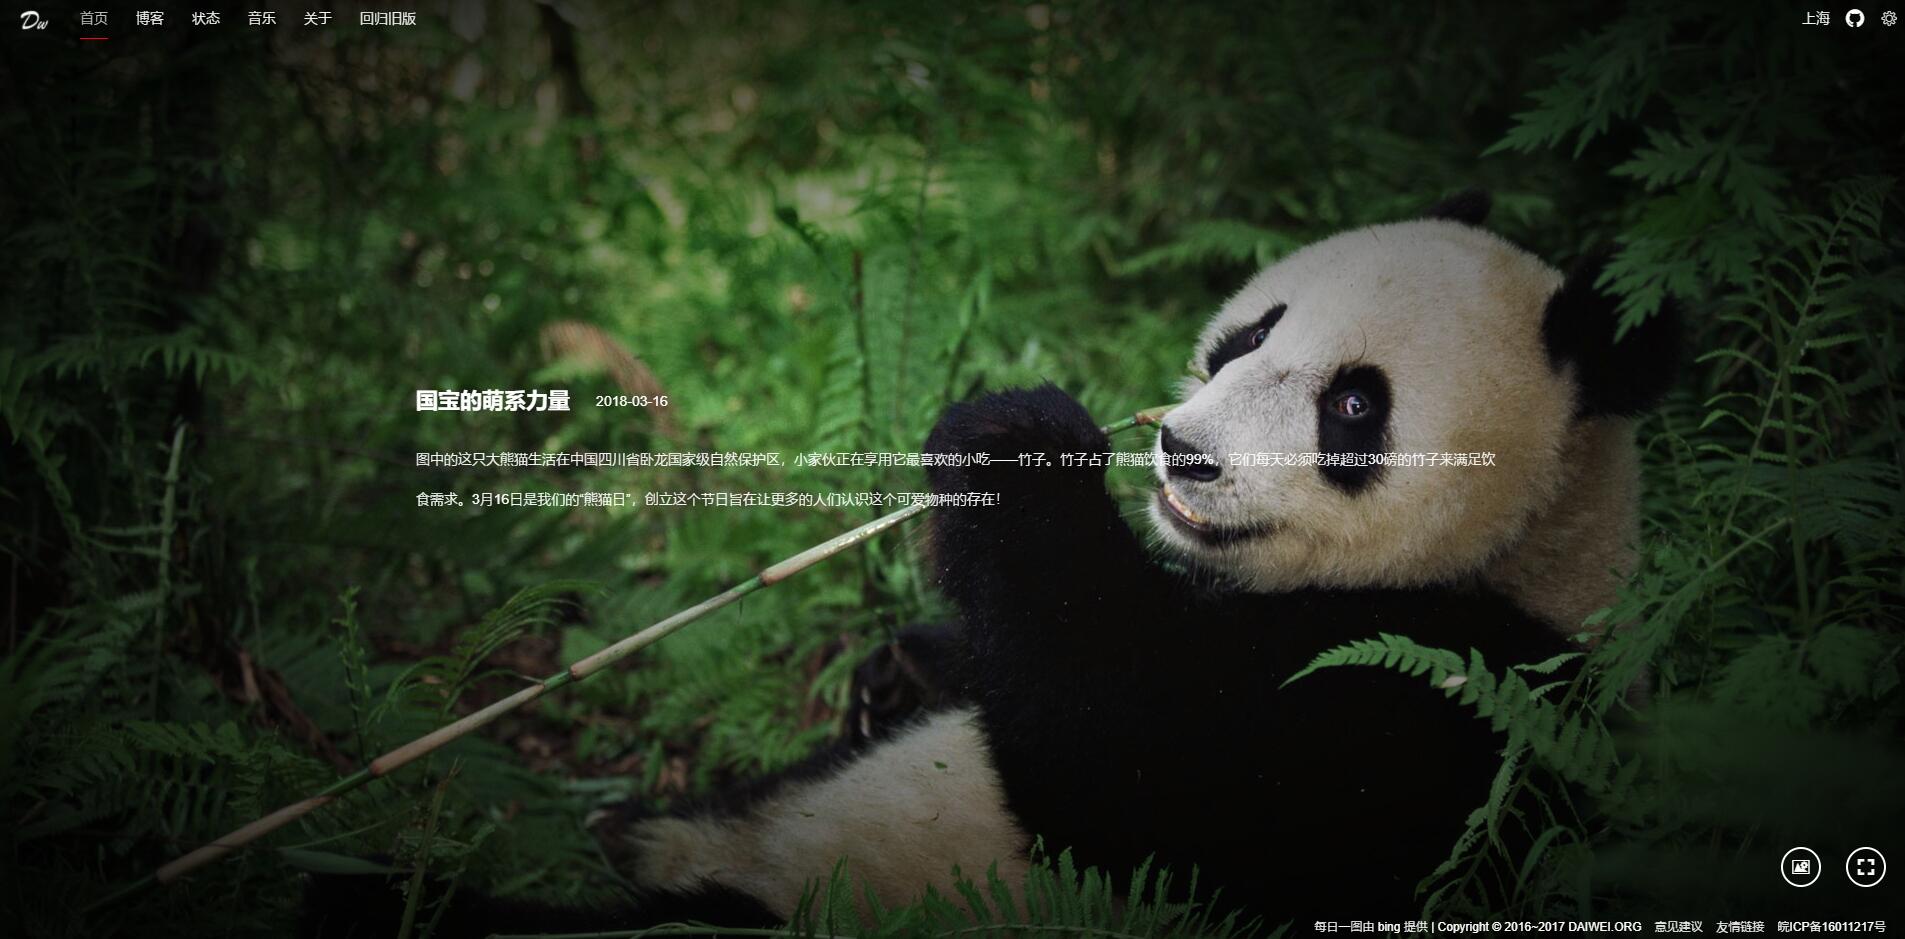 Dw 首页 博客 状态 音乐 关于 回归旧版 上海
国宝的萌系力量 2018-03-16
图中的这只大熊猫生活在中国四川省卧龙国家级自然保护区，小家伙正在享用它最喜欢的小吃——竹子。竹子占了熊猫饮食的99%，它们每天必须吃掉超过30磅的竹子来满足饮
食需求。3月16日是我们的“熊猫日”，创立这个节日旨在让更多的人们认识这个可爱物种的存在！
每日一图由 bing 提供 | Copyright © 2016~2017 DAIWEI.ORG 意见建议 友情链接 皖ICP备16011217号